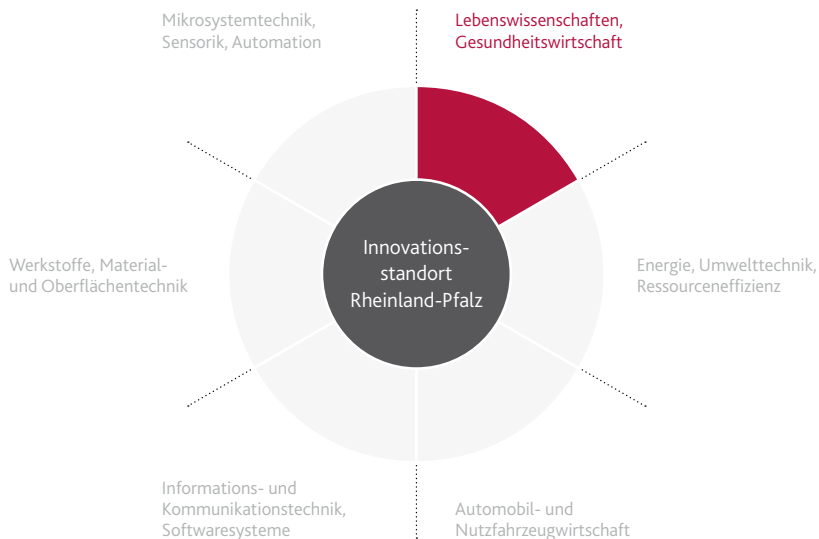 Mikrosystemtechnik,
Sensorik, Automation
Lebenswissenschaften,
Gesundheitswirtschaft
Werkstoffe, Material-
und Oberflächentechnik
Innovations-
standort
Rheinland-Pfalz
Energie, Umwelttechnik,
Ressourceneffizienz
Informations- und
Kommunikationstechnik,
Softwaresysteme
Automobil- und
Nutzfahrzeugwirtschaft